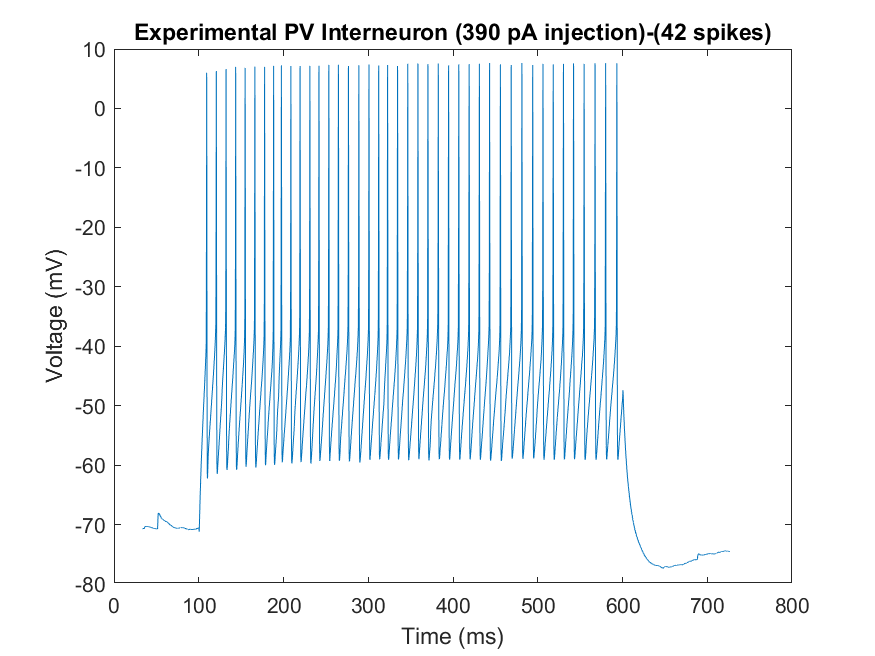 Experimental PV Interneuron (390 pA injection)-(42 spikes)
10
0
-10
-20
-30
-40
-50
-60
-70
-80
Voltage (mV)
0 100 200 300 400 500 600 700 800
Time (ms)